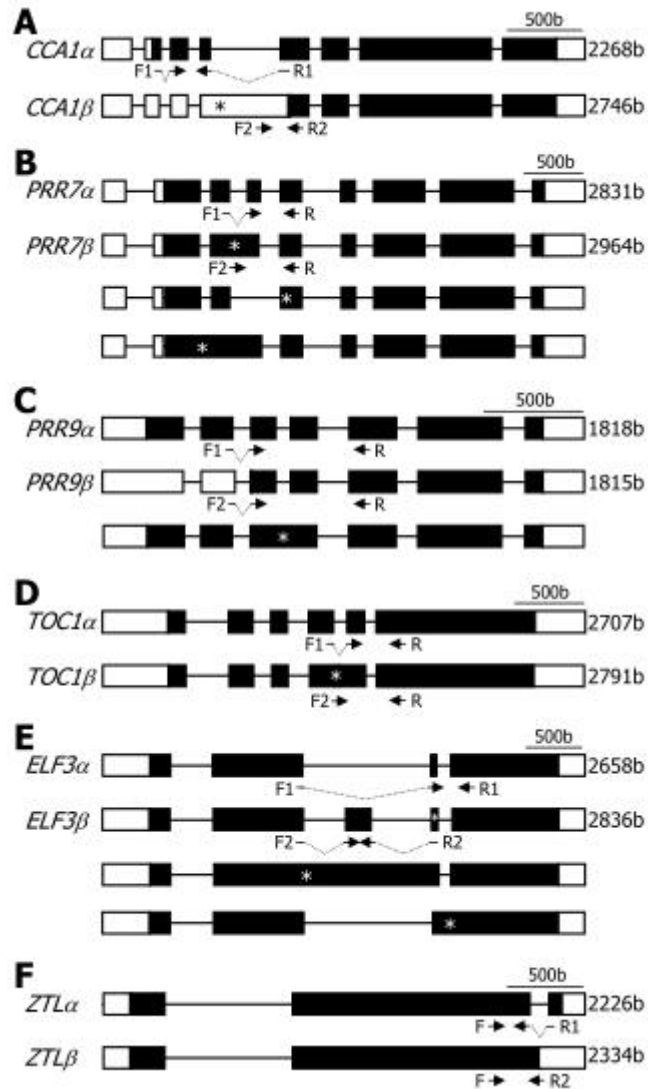 A
500b
CCA1α 2268b
F1 R1
CCA1β * 2746b
F2 R2
B
500b
PRR7α 2831b
F1 R
PRR7β * 2964b
F2 R
*
*
C
500b
PRR9α 1818b
F1 R
PRR9β 1815b
F2 R
*
D
500b
TOC1α 2707b
F1 R
TOC1β * 2791b
F2 R
E
500b
ELF3α 2658b
F1 R1
ELF3β * 2836b
F2 R2
*
*
F
500b
ZTLα 2226b
F R1
ZTLβ 2334b
F R2